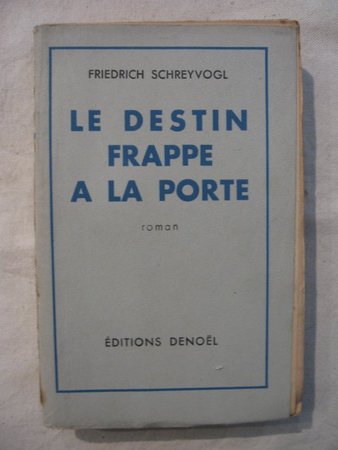 FRIEDRICH SCHREYVOGL
LE DESTIN
FRAPPE
A LA PORTE
roman
ÉDITIONS DENOËL